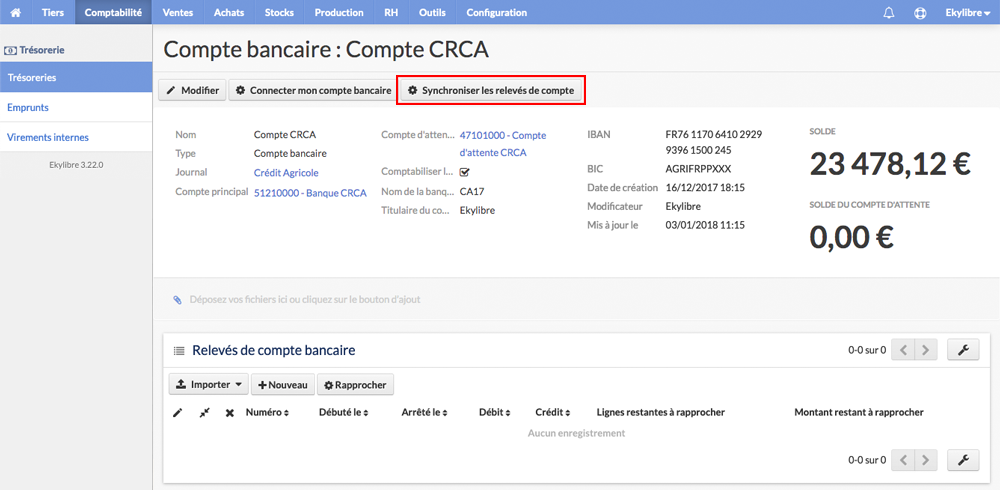 Tiers Comptabilité Ventes Achats Stocks Production RH Outils Configuration Ekylibre
Trésorerie
Trésoreries
Emprunts
Virements internes
Ekylibre 3.22.0
Compte bancaire : Compte CRCA
Modifier Connecter mon compte bancaire Synchroniser les relevés de compte
Nom Compte CRCA
Type Compte bancaire
Journal Crédit Agricole
Compte principal 51210000 - Banque CRCA
Compte d'atten... 47101000 - Compte
d'attente CRCA
Comptabiliser l...
Nom de la banq... CA17
Titulaire du co... Ekylibre
IBAN FR76 1170 6410 2929
9396 1500 245
BIC AGRIFRPPXXX
Date de création 16/12/2017 18:15
Modificateur Ekylibre
Mis à jour le 03/01/2018 11:15
SOLDE
23 478,12 €
SOLDE DU COMPTE D'ATTENTE
0,00 €
Déposez vos fichiers ici ou cliquez sur le bouton d'ajout
Relevés de compte bancaire 0-0 sur 0
Importer Nouveau Rapprocher
Numéro Débuté le Arrêté le Débit Crédit Lignes restantes à rapprocher Montant restant à rapprocher
Aucun enregistrement
0-0 sur 0